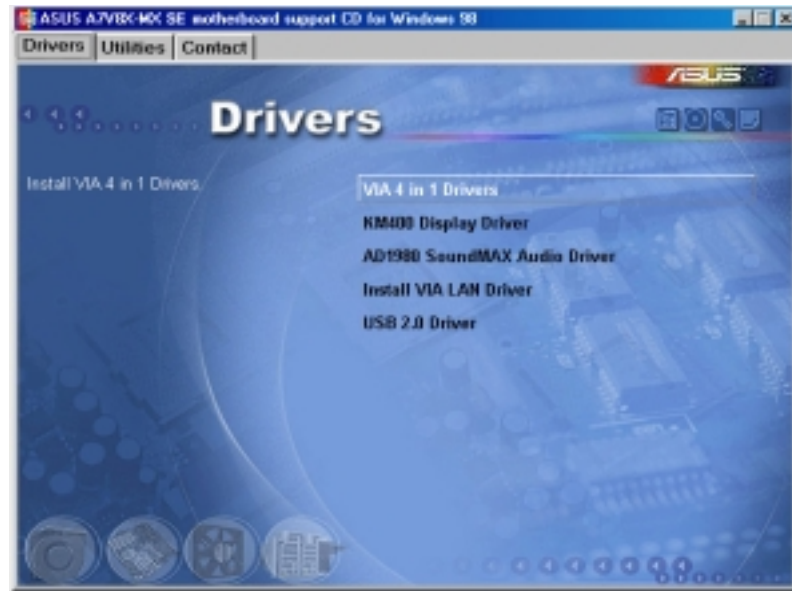 ASUS A7V8X-MX SE motherboard support CD for Windows 98
Drivers Utilities Contact
ASUS
Drivers
Install VIA 4 in 1 Drivers.
VIA 4 in 1 Drivers
KM400 Display Driver
AD1980 SoundMAX Audio Driver
Install VIA LAN Driver
USB 2.0 Driver